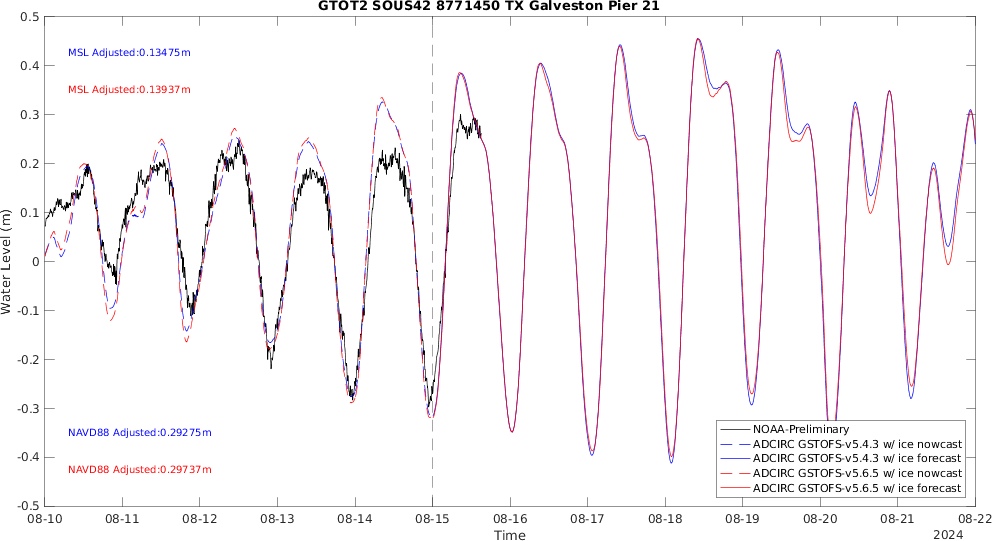 GTOT2 SOUS42 8771450 TX Galveston Pier 21
MSL Adjusted:0.13475m
MSL Adjusted:0.13937m
NAVD88 Adjusted:0.29275m
NAVD88 Adjusted:0.29737m
Water Level (m)
0.5
0.4
0.3
0.2
0.1
0
-0.1
-0.2
-0.3
-0.4
-0.5
NOAA-Preliminary
ADCIRC GSTOFS-v5.4.3 w/ ice nowcast
ADCIRC GSTOFS-v5.4.3 w/ ice forecast
ADCIRC GSTOFS-v5.6.5 w/ ice nowcast
ADCIRC GSTOFS-v5.6.5 w/ ice forecast
08-10 08-11 08-12 08-13 08-14 08-15 08-16 08-17 08-18 08-19 08-20 08-21 08-22
Time
2024